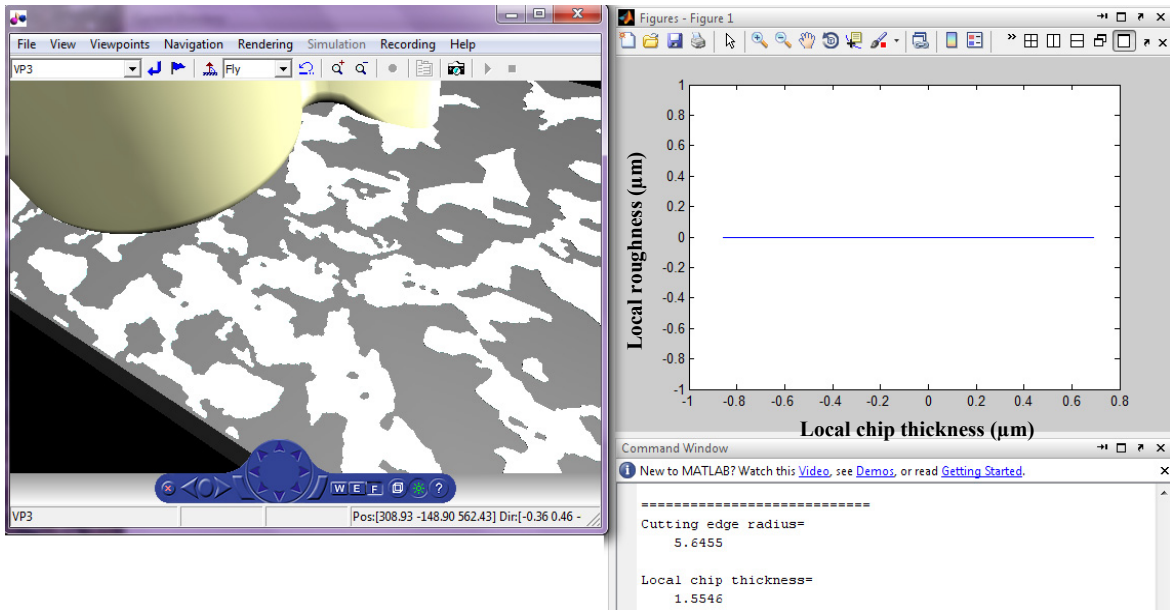 File View Viewpoints Navigation Rendering Simulation Recording Help
VP3
Fly
W E F ?
VP3
Pos:[308.93 -148.90 562.43] Dir:[-0.36 0.46 -
Figures - Figure 1
1
0.8
0.6
0.4
0.2
0
-0.2
-0.4
-0.6
-0.8
-1
Local roughness (μm)
-1 -0.8 -0.6 -0.4 -0.2 0 0.2 0.4 0.6 0.8
Local chip thickness (μm)
Command Window
New to MATLAB? Watch this Video, see Demos, or read Getting Started.
============================
Cutting edge radius=
5.6455
Local chip thickness=
1.5546